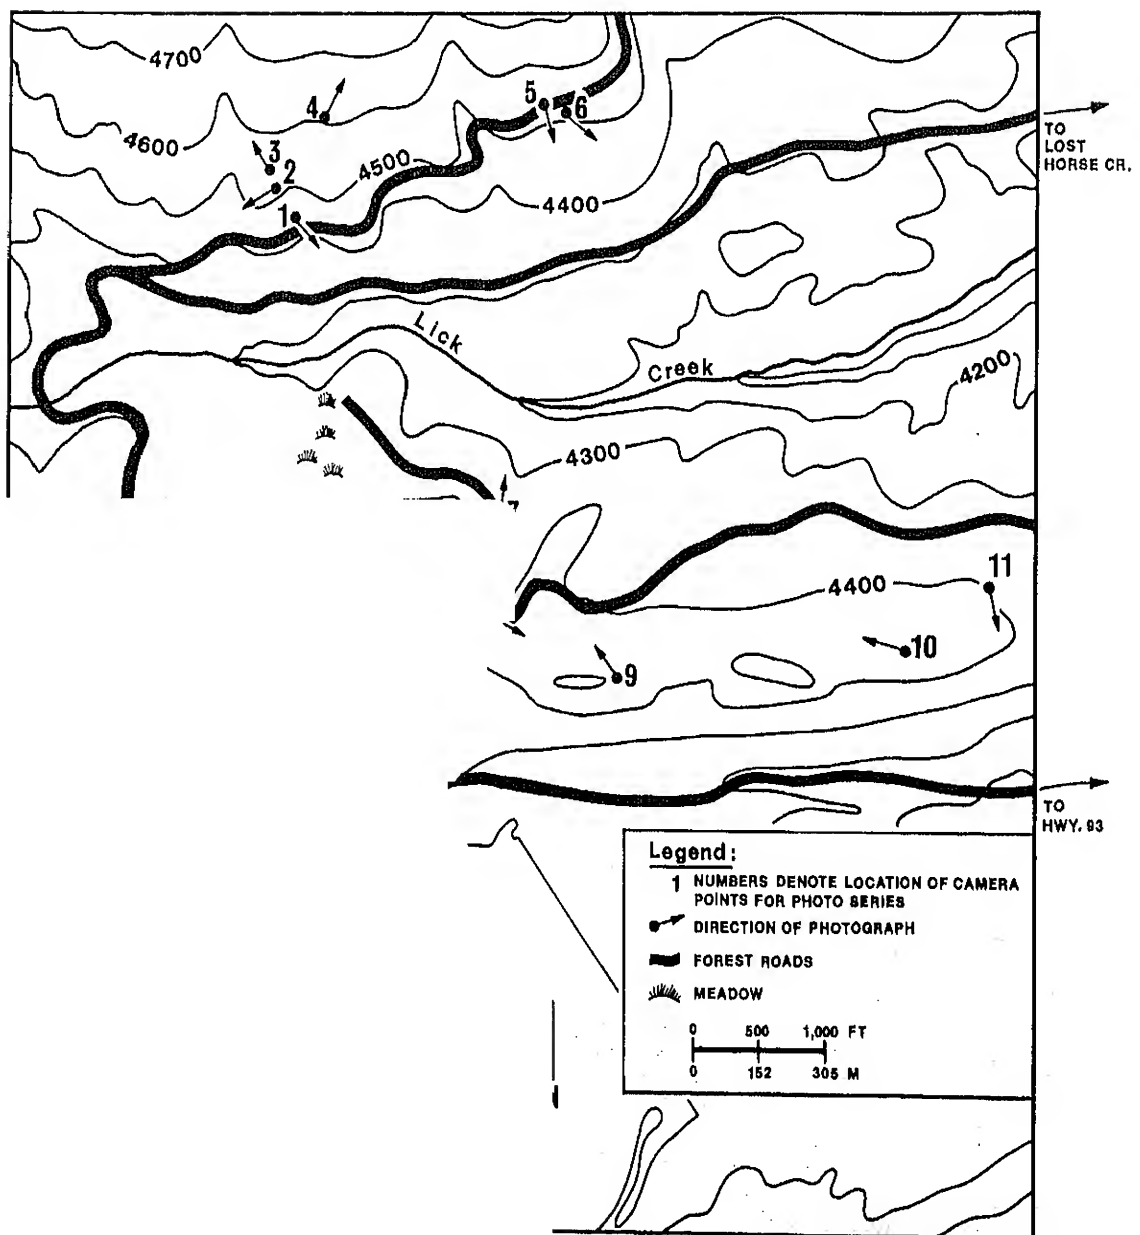 4700
4
5
6
4600
3
4500
2
4400
1
TO
LOST
HORSE CR.
Lick
Creek
4200
4300
11
4400
10
9
TO
HWY. 93
Legend:
1 NUMBERS DENOTE LOCATION OF CAMERA
POINTS FOR PHOTO SERIES
DIRECTION OF PHOTOGRAPH
FOREST ROADS
MEADOW
0 500 1,000 FT
0 152 305 M